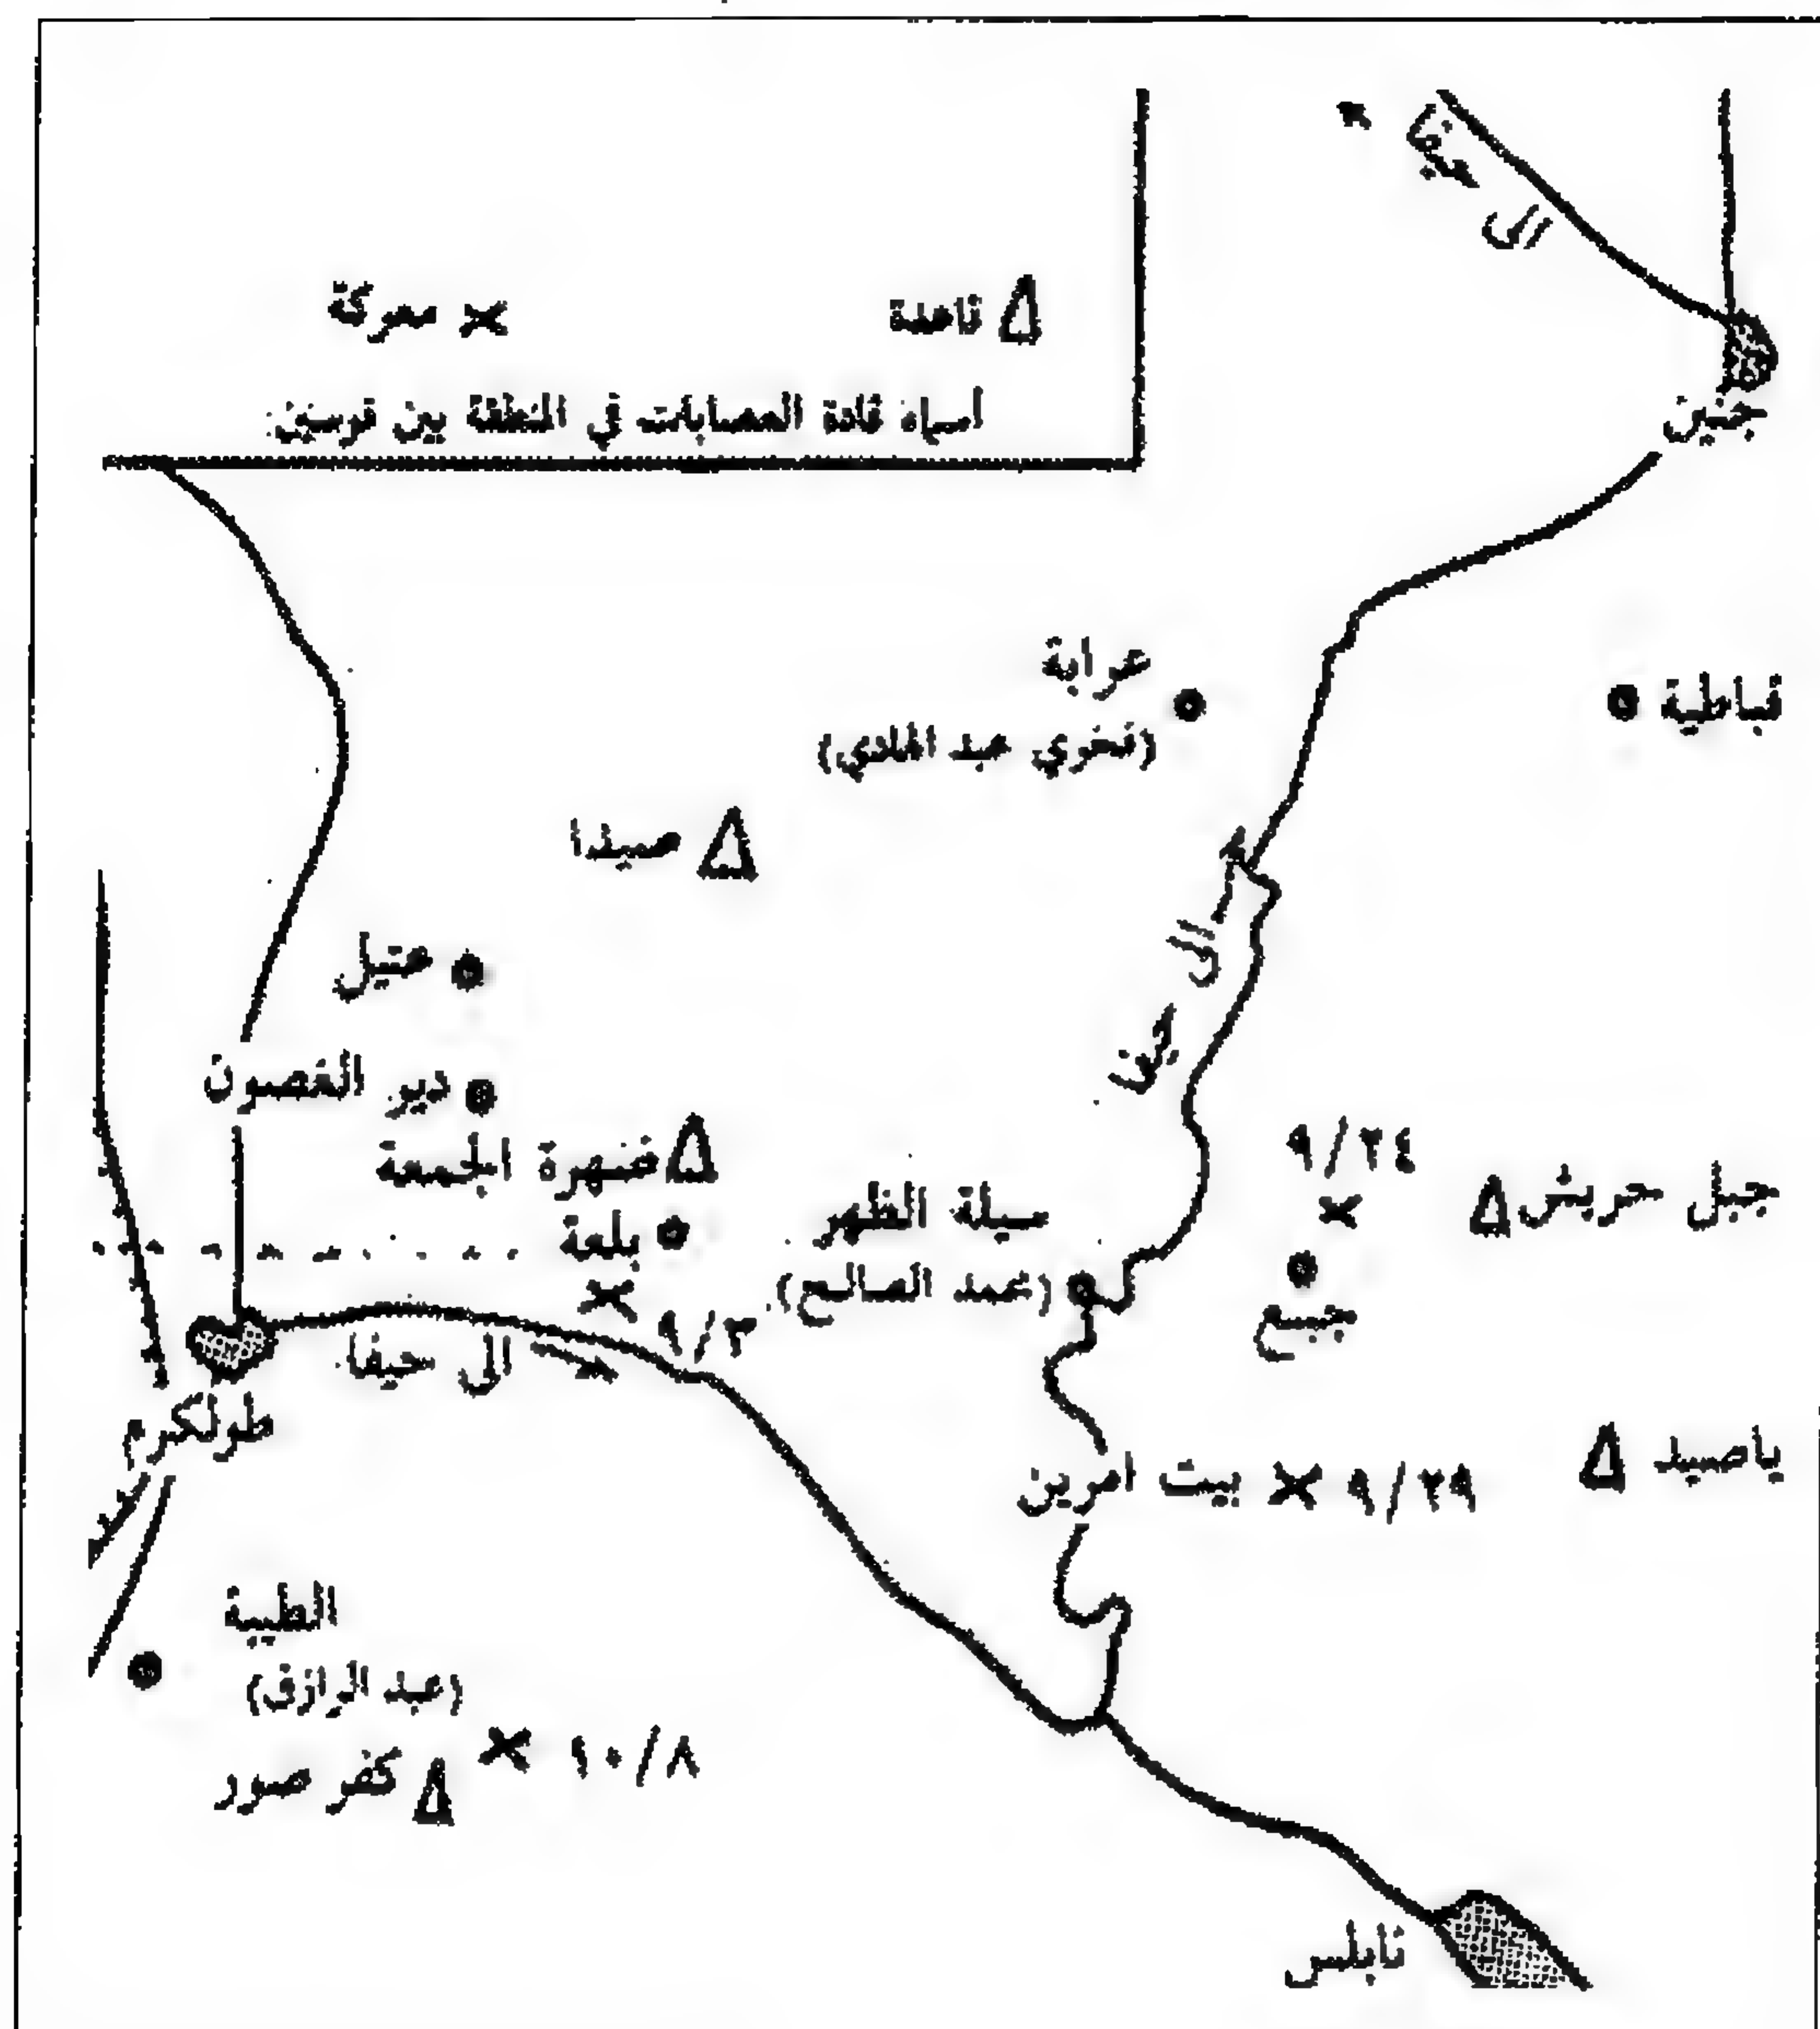 الى حيفا
△ قاعدة × معركة
أسماء قادة العصابات في المنطقة بين قوسين
جنين
عرابة
(فخري عبد الهادي)
قباطية
△ صيدا
الى جنين
عتيل
دير الغصون
△ ضهرة الجمعة
٩/٢٤
×
جبل حريش △
سيلة الظهر
(محمد الصالح)
بلعة
×
٩/٣
جبع
الى حيفا
طولكرم
ياصيد △
بيت امرين × ٩/٢٩
الطيبة
(عبد الرازق)
× ١٠/٨
△ كفر صور
نابلس